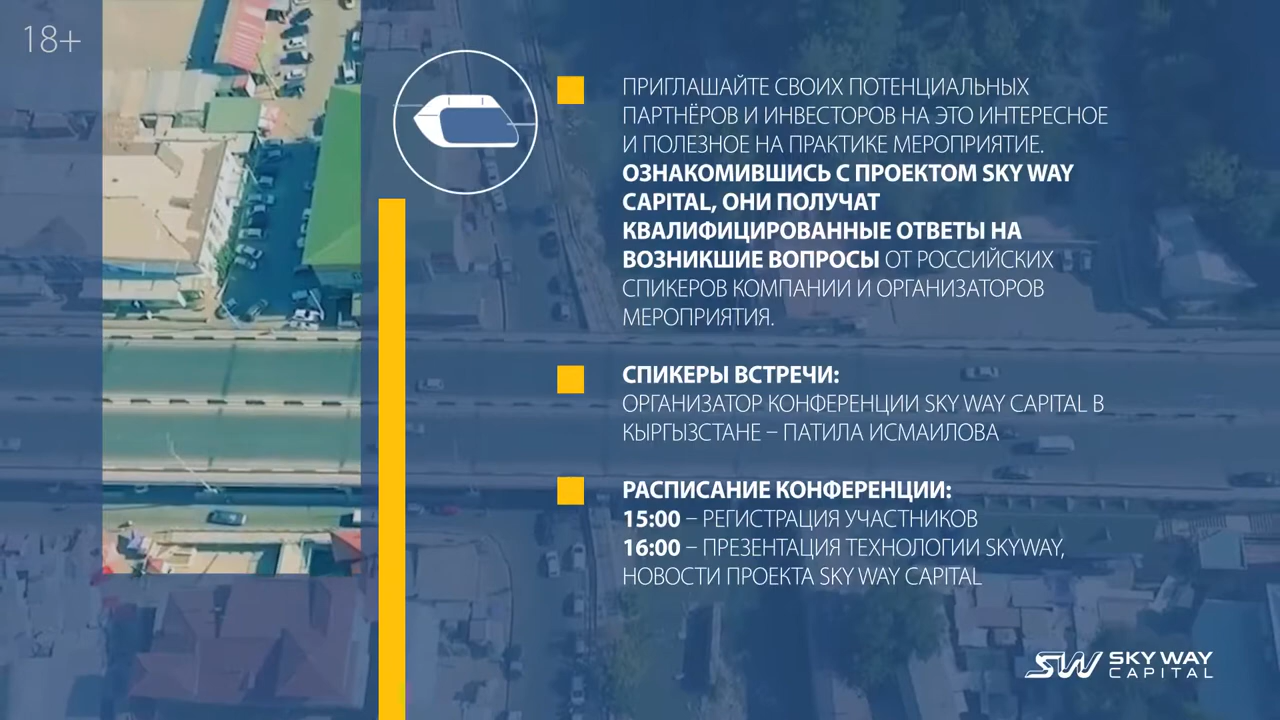 18+
ПРИГЛАШАЙТЕ СВОИХ ПОТЕНЦИАЛЬНЫХ
ПАРТНЁРОВ И ИНВЕСТОРОВ НА ЭТО ИНТЕРЕСНОЕ
И ПОЛЕЗНОЕ НА ПРАКТИКЕ МЕРОПРИЯТИЕ.
ОЗНАКОМИВШИСЬ С ПРОЕКТОМ SKY WAY
CAPITAL, ОНИ ПОЛУЧАТ
КВАЛИФИЦИРОВАННЫЕ ОТВЕТЫ НА
ВОЗНИКШИЕ ВОПРОСЫ ОТ РОССИЙСКИХ
СПИКЕРОВ КОМПАНИИ И ОРГАНИЗАТОРОВ
МЕРОПРИЯТИЯ.
СПИКЕРЫ ВСТРЕЧИ:
ОРГАНИЗАТОР КОНФЕРЕНЦИИ SKY WAY CAPITAL В
КЫРГЫЗСТАНЕ – ПАТИЛА ИСМАИЛОВА
РАСПИСАНИЕ КОНФЕРЕНЦИИ:
15:00 – РЕГИСТРАЦИЯ УЧАСТНИКОВ
16:00 – ПРЕЗЕНТАЦИЯ ТЕХНОЛОГИИ SKYWAY,
НОВОСТИ ПРОЕКТА SKY WAY CAPITAL
SW SKY WAY
CAPITAL